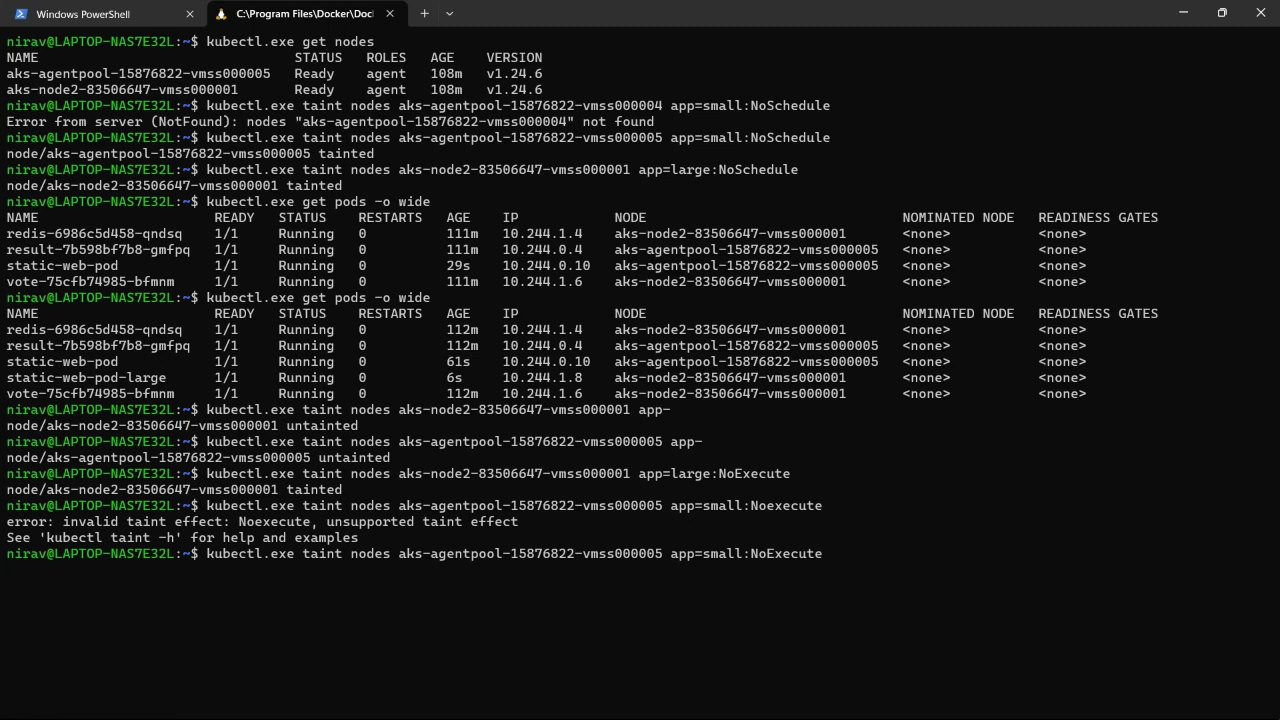 Windows PowerShell
C:\Program Files\Docker\Docl
nirav@LAPTOP-NAS7E32L:~$ kubectl.exe get nodes
NAME STATUS ROLES AGE VERSION
aks-agentpool-15876822-vmss000005 Ready agent 108m v1.24.6
aks-node2-83506647-vmss000001 Ready agent 108m v1.24.6
nirav@LAPTOP-NAS7E32L:~$ kubectl.exe taint nodes aks-agentpool-15876822-vmss000004 app=small:NoSchedule
Error from server (NotFound): nodes "aks-agentpool-15876822-vmss000004" not found
nirav@LAPTOP-NAS7E32L:~$ kubectl.exe taint nodes aks-agentpool-15876822-vmss000005 app=small:NoSchedule
node/aks-agentpool-15876822-vmss000005 tainted
nirav@LAPTOP-NAS7E32L:~$ kubectl.exe taint nodes aks-node2-83506647-vmss000001 app=large:NoSchedule
node/aks-node2-83506647-vmss000001 tainted
nirav@LAPTOP-NAS7E32L:~$ kubectl.exe get pods -o wide
NAME READY STATUS RESTARTS AGE IP NODE NOMINATED NODE READINESS GATES
redis-6986c5d458-qndsq 1/1 Running 0 111m 10.244.1.4 aks-node2-83506647-vmss000001 <none> <none>
result-7b598bf7b8-gmfpq 1/1 Running 0 111m 10.244.0.4 aks-agentpool-15876822-vmss000005 <none> <none>
static-web-pod 1/1 Running 0 29s 10.244.0.10 aks-agentpool-15876822-vmss000005 <none> <none>
vote-75cfb74985-bfmnm 1/1 Running 0 111m 10.244.1.6 aks-node2-83506647-vmss000001 <none> <none>
nirav@LAPTOP-NAS7E32L:~$ kubectl.exe get pods -o wide
NAME READY STATUS RESTARTS AGE IP NODE NOMINATED NODE READINESS GATES
redis-6986c5d458-qndsq 1/1 Running 0 112m 10.244.1.4 aks-node2-83506647-vmss000001 <none> <none>
result-7b598bf7b8-gmfpq 1/1 Running 0 112m 10.244.0.4 aks-agentpool-15876822-vmss000005 <none> <none>
static-web-pod 1/1 Running 0 61s 10.244.0.10 aks-agentpool-15876822-vmss000005 <none> <none>
static-web-pod-large 1/1 Running 0 6s 10.244.1.8 aks-node2-83506647-vmss000001 <none> <none>
vote-75cfb74985-bfmnm 1/1 Running 0 112m 10.244.1.6 aks-node2-83506647-vmss000001 <none> <none>
nirav@LAPTOP-NAS7E32L:~$ kubectl.exe taint nodes aks-node2-83506647-vmss000001 app-
node/aks-node2-83506647-vmss000001 untainted
nirav@LAPTOP-NAS7E32L:~$ kubectl.exe taint nodes aks-agentpool-15876822-vmss000005 app-
node/aks-agentpool-15876822-vmss000005 untainted
nirav@LAPTOP-NAS7E32L:~$ kubectl.exe taint nodes aks-node2-83506647-vmss000001 app=large:NoExecute
node/aks-node2-83506647-vmss000001 tainted
nirav@LAPTOP-NAS7E32L:~$ kubectl.exe taint nodes aks-agentpool-15876822-vmss000005 app=small:Noexecute
error: invalid taint effect: Noexecute, unsupported taint effect
See 'kubectl taint -h' for help and examples
nirav@LAPTOP-NAS7E32L:~$ kubectl.exe taint nodes aks-agentpool-15876822-vmss000005 app=small:NoExecute